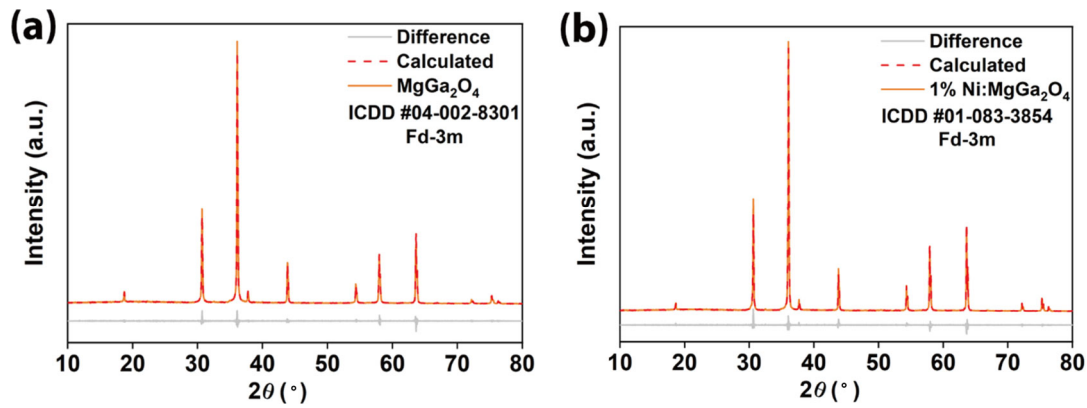 (a)
Difference
Calculated
MgGa₂O₄
ICDD #04-002-8301
Fd-3m
Intensity (a.u.)
10 20 30 40 50 60 70 80
2θ (°)
(b)
Difference
Calculated
1% Ni:MgGa₂O₄
ICDD #01-083-3854
Fd-3m
Intensity (a.u.)
10 20 30 40 50 60 70 80
2θ (°)